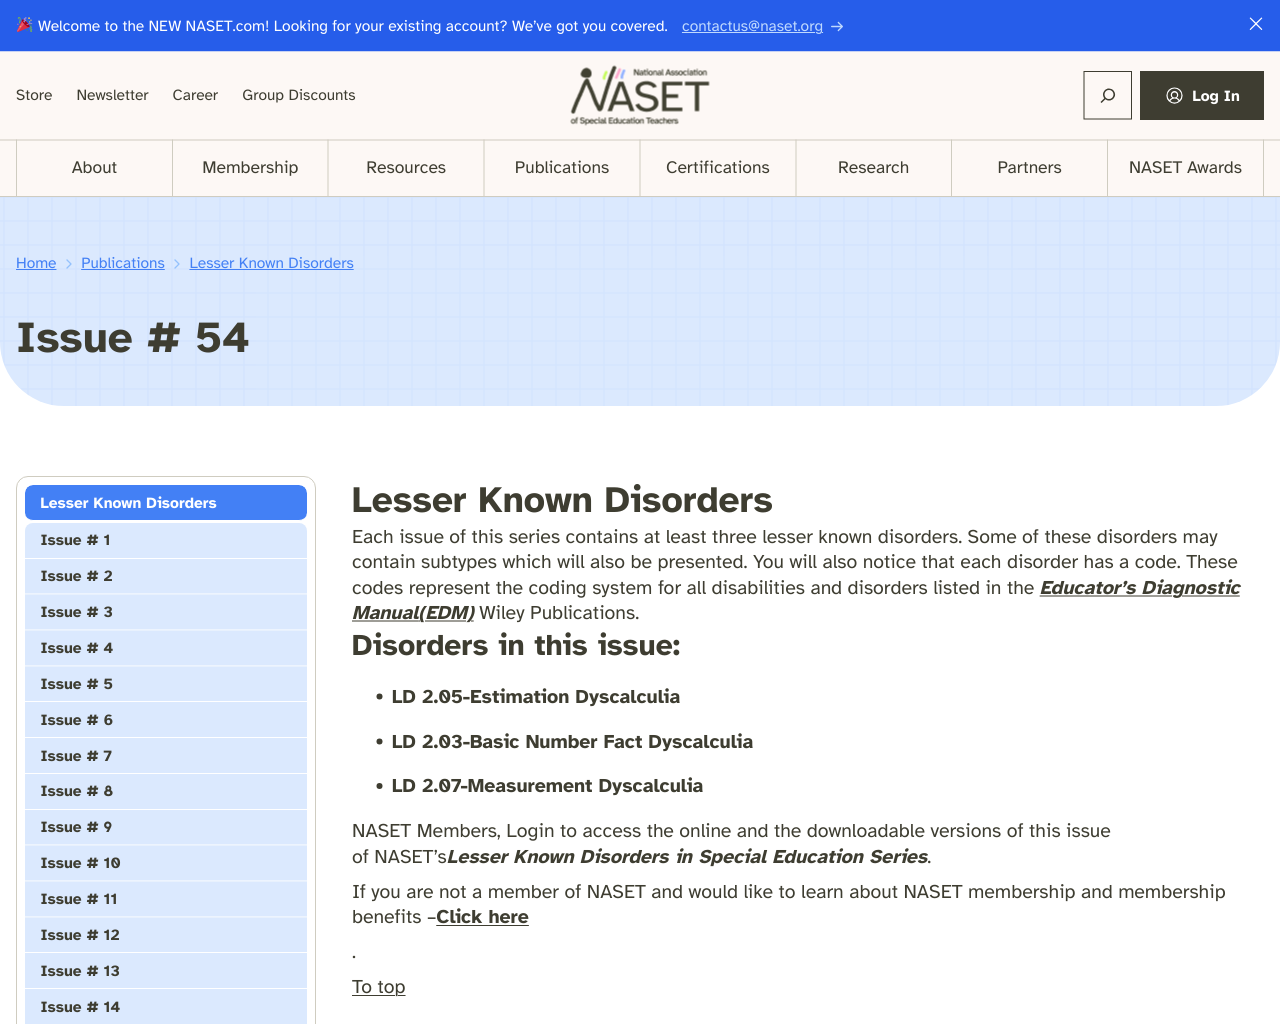 Welcome to the NEW NASET.com! Looking for your existing account? We’ve got you covered. contactus@naset.org →
Store Newsletter Career Group Discounts
National Association
NASET
of Special Education Teachers
Log In
About Membership Resources Publications Certifications Research Partners NASET Awards
Home > Publications > Lesser Known Disorders
Issue # 54
Lesser Known Disorders
Issue # 1
Issue # 2
Issue # 3
Issue # 4
Issue # 5
Issue # 6
Issue # 7
Issue # 8
Issue # 9
Issue # 10
Issue # 11
Issue # 12
Issue # 13
Issue # 14
Lesser Known Disorders
Each issue of this series contains at least three lesser known disorders. Some of these disorders may
contain subtypes which will also be presented. You will also notice that each disorder has a code. These
codes represent the coding system for all disabilities and disorders listed in the Educator’s Diagnostic
Manual(EDM) Wiley Publications.
Disorders in this issue:
• LD 2.05-Estimation Dyscalculia
• LD 2.03-Basic Number Fact Dyscalculia
• LD 2.07-Measurement Dyscalculia
NASET Members, Login to access the online and the downloadable versions of this issue
of NASET’sLesser Known Disorders in Special Education Series.
If you are not a member of NASET and would like to learn about NASET membership and membership
benefits –Click here
.
To top